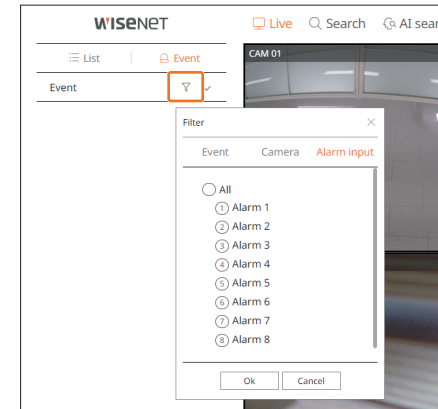 WISENET
Live Search AI sear
List Event
CAM 01
Event
Filter
Event Camera Alarm input
All
1 Alarm 1
2 Alarm 2
3 Alarm 3
4 Alarm 4
5 Alarm 5
6 Alarm 6
7 Alarm 7
8 Alarm 8
Ok Cancel